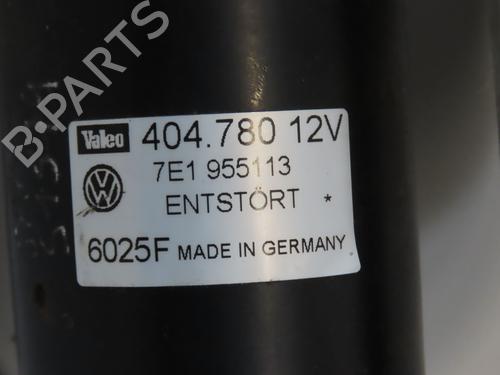 B-PARTS
Valeo 404.780 12V
7E1 955113
ENTSTÖRT *
6025F MADE IN GERMANY